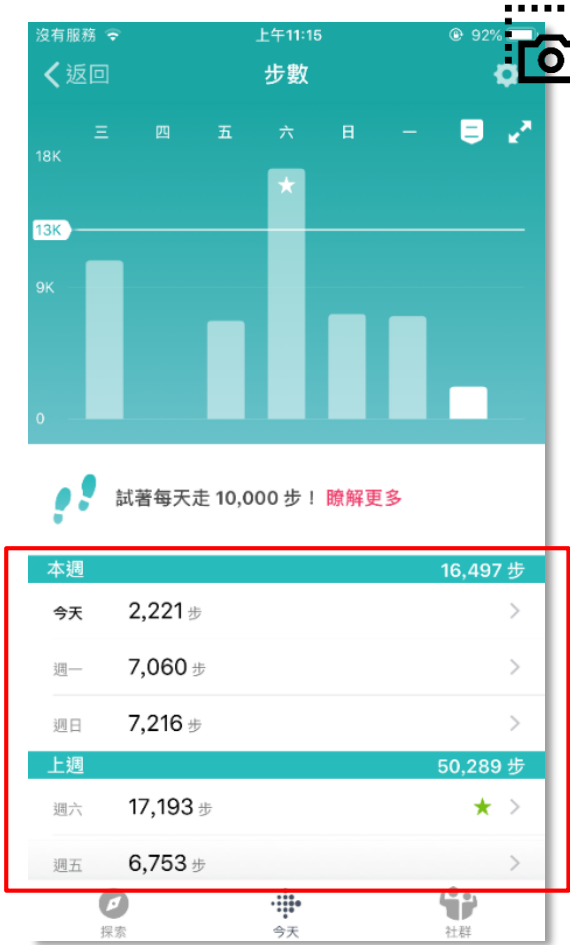 沒有服務 上午11:15 92%
返回 步數
三 四 五 六 日 一 二
18K
13K
9K
0
試著每天走 10,000 步！ 瞭解更多
本週 16,497 步
今天 2,221 步
週一 7,060 步
週日 7,216 步
上週 50,289 步
週六 17,193 步
週五 6,753 步
探索 今天 社群